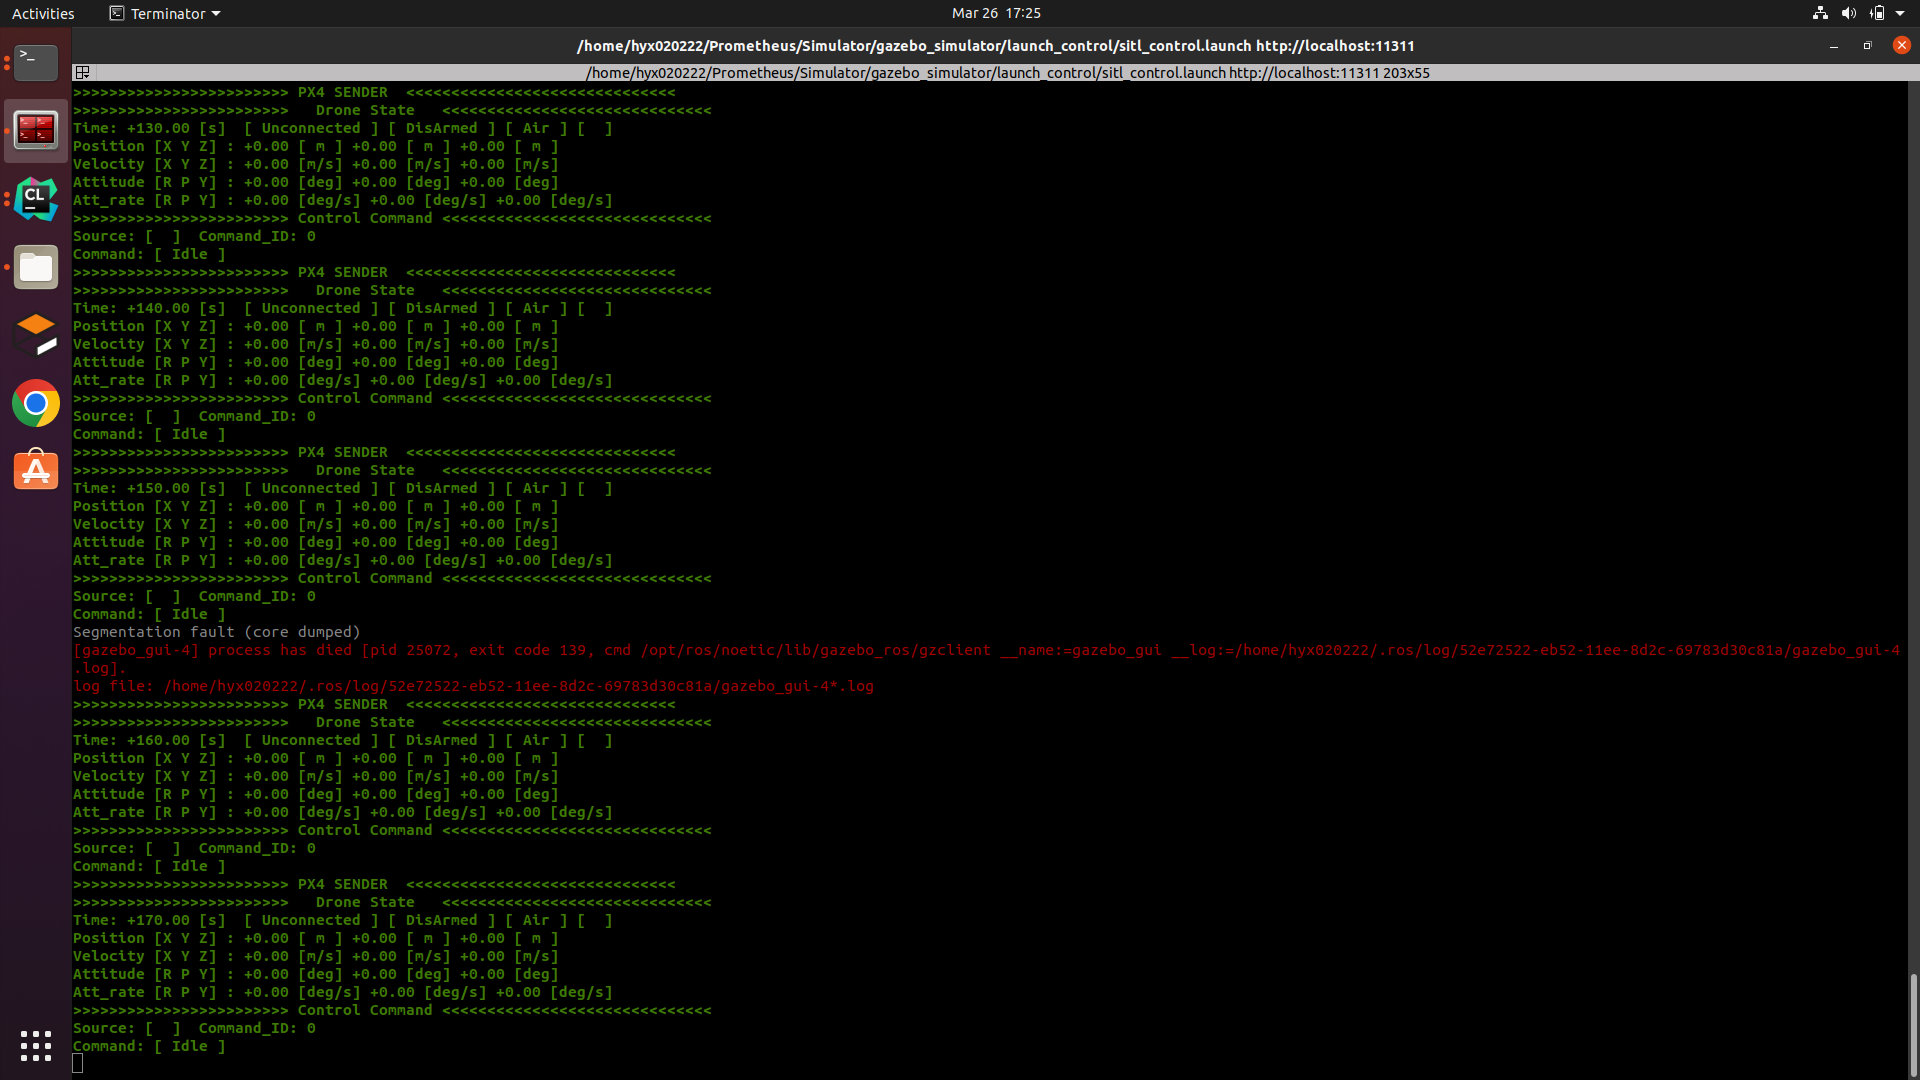 Activities
Terminator
Mar 26 17:25
/home/hyx020222/Prometheus/Simulator/gazebo_simulator/launch_control/sitl_control.launch http://localhost:11311
/home/hyx020222/Prometheus/Simulator/gazebo_simulator/launch_control/sitl_control.launch http://localhost:11311 203x55
>>>>>>>>>>>>>>>>>>>>>>>> PX4 SENDER  <<<<<<<<<<<<<<<<<<<<<<<<<<<<<<
>>>>>>>>>>>>>>>>>>>>>>>>   Drone State   <<<<<<<<<<<<<<<<<<<<<<<<<<<<<<
Time: +130.00 [s]  [ Unconnected ] [ DisArmed ] [ Air ] [  ]
Position [X Y Z] : +0.00 [ m ] +0.00 [ m ] +0.00 [ m ]
Velocity [X Y Z] : +0.00 [m/s] +0.00 [m/s] +0.00 [m/s]
Attitude [R P Y] : +0.00 [deg] +0.00 [deg] +0.00 [deg]
Att_rate [R P Y] : +0.00 [deg/s] +0.00 [deg/s] +0.00 [deg/s]
>>>>>>>>>>>>>>>>>>>>>>>> Control Command <<<<<<<<<<<<<<<<<<<<<<<<<<<<<<
Source: [  ]  Command_ID: 0
Command: [ Idle ]
>>>>>>>>>>>>>>>>>>>>>>>> PX4 SENDER  <<<<<<<<<<<<<<<<<<<<<<<<<<<<<<
>>>>>>>>>>>>>>>>>>>>>>>>   Drone State   <<<<<<<<<<<<<<<<<<<<<<<<<<<<<<
Time: +140.00 [s]  [ Unconnected ] [ DisArmed ] [ Air ] [  ]
Position [X Y Z] : +0.00 [ m ] +0.00 [ m ] +0.00 [ m ]
Velocity [X Y Z] : +0.00 [m/s] +0.00 [m/s] +0.00 [m/s]
Attitude [R P Y] : +0.00 [deg] +0.00 [deg] +0.00 [deg]
Att_rate [R P Y] : +0.00 [deg/s] +0.00 [deg/s] +0.00 [deg/s]
>>>>>>>>>>>>>>>>>>>>>>>> Control Command <<<<<<<<<<<<<<<<<<<<<<<<<<<<<<
Source: [  ]  Command_ID: 0
Command: [ Idle ]
>>>>>>>>>>>>>>>>>>>>>>>> PX4 SENDER  <<<<<<<<<<<<<<<<<<<<<<<<<<<<<<
>>>>>>>>>>>>>>>>>>>>>>>>   Drone State   <<<<<<<<<<<<<<<<<<<<<<<<<<<<<<
Time: +150.00 [s]  [ Unconnected ] [ DisArmed ] [ Air ] [  ]
Position [X Y Z] : +0.00 [ m ] +0.00 [ m ] +0.00 [ m ]
Velocity [X Y Z] : +0.00 [m/s] +0.00 [m/s] +0.00 [m/s]
Attitude [R P Y] : +0.00 [deg] +0.00 [deg] +0.00 [deg]
Att_rate [R P Y] : +0.00 [deg/s] +0.00 [deg/s] +0.00 [deg/s]
>>>>>>>>>>>>>>>>>>>>>>>> Control Command <<<<<<<<<<<<<<<<<<<<<<<<<<<<<<
Source: [  ]  Command_ID: 0
Command: [ Idle ]
Segmentation fault (core dumped)
[gazebo_gui-4] process has died [pid 25072, exit code 139, cmd /opt/ros/noetic/lib/gazebo_ros/gzclient __name:=gazebo_gui __log:=/home/hyx020222/.ros/log/52e72522-eb52-11ee-8d2c-69783d30c81a/gazebo_gui-4
.log].
log file: /home/hyx020222/.ros/log/52e72522-eb52-11ee-8d2c-69783d30c81a/gazebo_gui-4*.log
>>>>>>>>>>>>>>>>>>>>>>>> PX4 SENDER  <<<<<<<<<<<<<<<<<<<<<<<<<<<<<<
>>>>>>>>>>>>>>>>>>>>>>>>   Drone State   <<<<<<<<<<<<<<<<<<<<<<<<<<<<<<
Time: +160.00 [s]  [ Unconnected ] [ DisArmed ] [ Air ] [  ]
Position [X Y Z] : +0.00 [ m ] +0.00 [ m ] +0.00 [ m ]
Velocity [X Y Z] : +0.00 [m/s] +0.00 [m/s] +0.00 [m/s]
Attitude [R P Y] : +0.00 [deg] +0.00 [deg] +0.00 [deg]
Att_rate [R P Y] : +0.00 [deg/s] +0.00 [deg/s] +0.00 [deg/s]
>>>>>>>>>>>>>>>>>>>>>>>> Control Command <<<<<<<<<<<<<<<<<<<<<<<<<<<<<<
Source: [  ]  Command_ID: 0
Command: [ Idle ]
>>>>>>>>>>>>>>>>>>>>>>>> PX4 SENDER  <<<<<<<<<<<<<<<<<<<<<<<<<<<<<<
>>>>>>>>>>>>>>>>>>>>>>>>   Drone State   <<<<<<<<<<<<<<<<<<<<<<<<<<<<<<
Time: +170.00 [s]  [ Unconnected ] [ DisArmed ] [ Air ] [  ]
Position [X Y Z] : +0.00 [ m ] +0.00 [ m ] +0.00 [ m ]
Velocity [X Y Z] : +0.00 [m/s] +0.00 [m/s] +0.00 [m/s]
Attitude [R P Y] : +0.00 [deg] +0.00 [deg] +0.00 [deg]
Att_rate [R P Y] : +0.00 [deg/s] +0.00 [deg/s] +0.00 [deg/s]
>>>>>>>>>>>>>>>>>>>>>>>> Control Command <<<<<<<<<<<<<<<<<<<<<<<<<<<<<<
Source: [  ]  Command_ID: 0
Command: [ Idle ]
CL